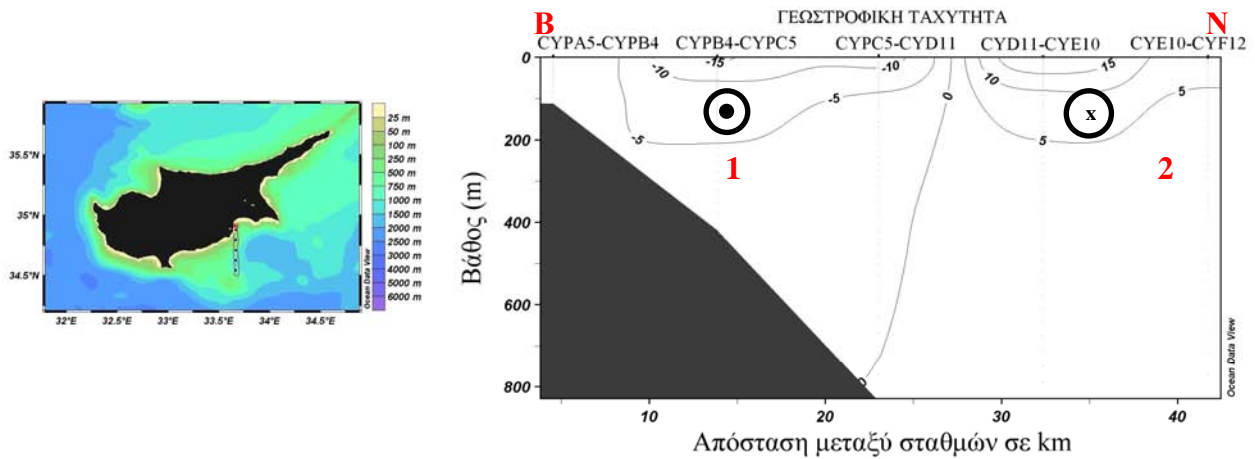 35.5°N
35°N
34.5°N
32°E 32.5°E 33°E 33.5°E 34°E 34.5°E
25 m
50 m
100 m
250 m
500 m
750 m
1000 m
1500 m
2000 m
2500 m
3000 m
4000 m
5000 m
6000 m
Ocean Data View
ΓΕΩΣΤΡΟΦΙΚΗ ΤΑΧΥΤΗΤΑ
B N
CYPA5-CYPB4 CYPB4-CYPC5 CYPC5-CYD11 CYD11-CYE10 CYE10-CYF12
Βάθος (m)
0
200
400
600
800
-15
-10
-10
-5
-5
0
0
10
15
5
5
x
1
2
10 20 30 40
Απόσταση μεταξύ σταθμών σε km
Ocean Data View